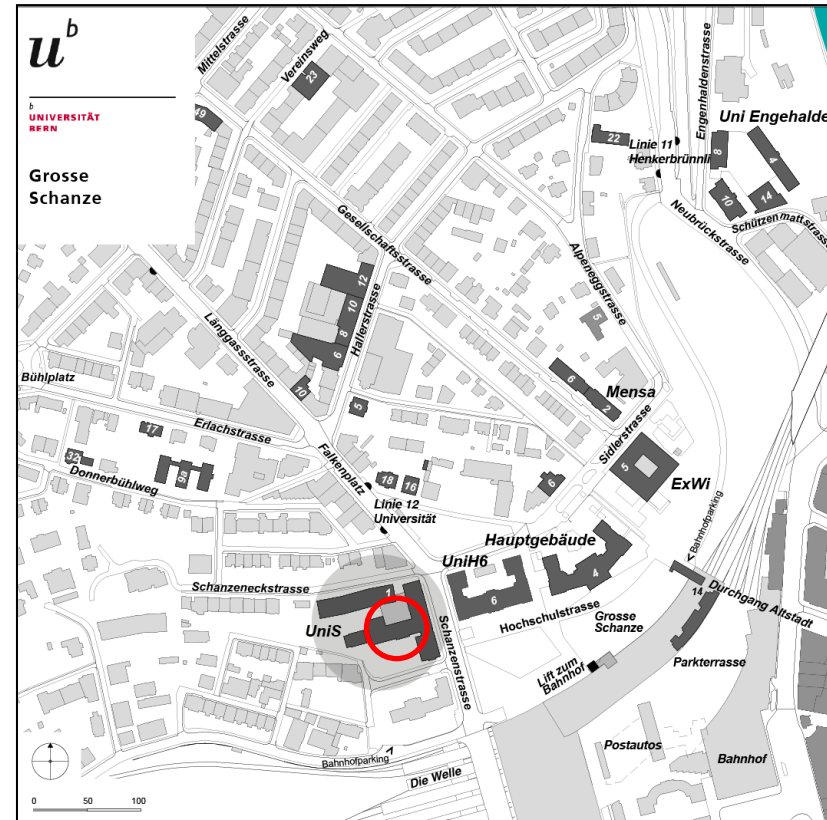 u
b
b
UNIVERSITÄT
BERN
Grosse
Schanze
Mittelstrasse
Vereinsweg
23
49
Engenhaldenstrasse
Uni Engehalde
22
Linie 11
Henkerbrünnli
8
4
10
14
Schützenmattstrasse
Neubrückstrasse
Gesellschaftsstrasse
Alpeneggstrasse
5
12
10
8
6
Hallerstrasse
Länggassstrasse
10
5
6
2
Mensa
Sidlerstrasse
Bühlplatz
Erlachstrasse
17
32
9a
Donnerbühlweg
Falkenplatz
18
16
Linie 12
Universität
6
5
ExWi
Bahnhofparking
Hauptgebäude
4
UniH6
6
Schanzeneckstrasse
1
UniS
Schanzenstrasse
Hochschulstrasse
Grosse
Schanze
14
Durchgang Altstadt
Parkterrasse
Lift zum
Bahnhof
Postautos
Bahnhof
Bahnhofparking
Die Welle
0 50 100